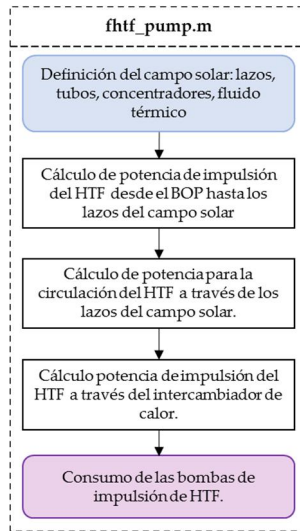 fhtf_pump.m
Definición del campo solar: lazos,
tubos, concentradores, fluido
térmico
Cálculo de potencia de impulsión
del HTF desde el BOP hasta los
lazos del campo solar
Cálculo de potencia para la
circulación del HTF a través de los
lazos del campo solar.
Cálculo potencia de impulsión del
HTF a través del intercambiador de
calor.
Consumo de las bombas de
impulsión de HTF.